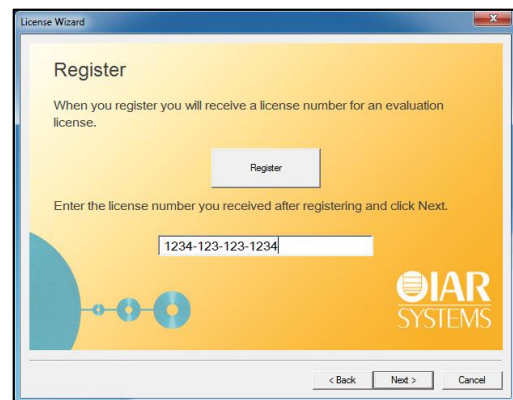 License Wizard
Register
When you register you will receive a license number for an evaluation
license.
Register
Enter the license number you received after registering and click Next.
1234-123-123-1234
IAR
SYSTEMS
< Back Next > Cancel